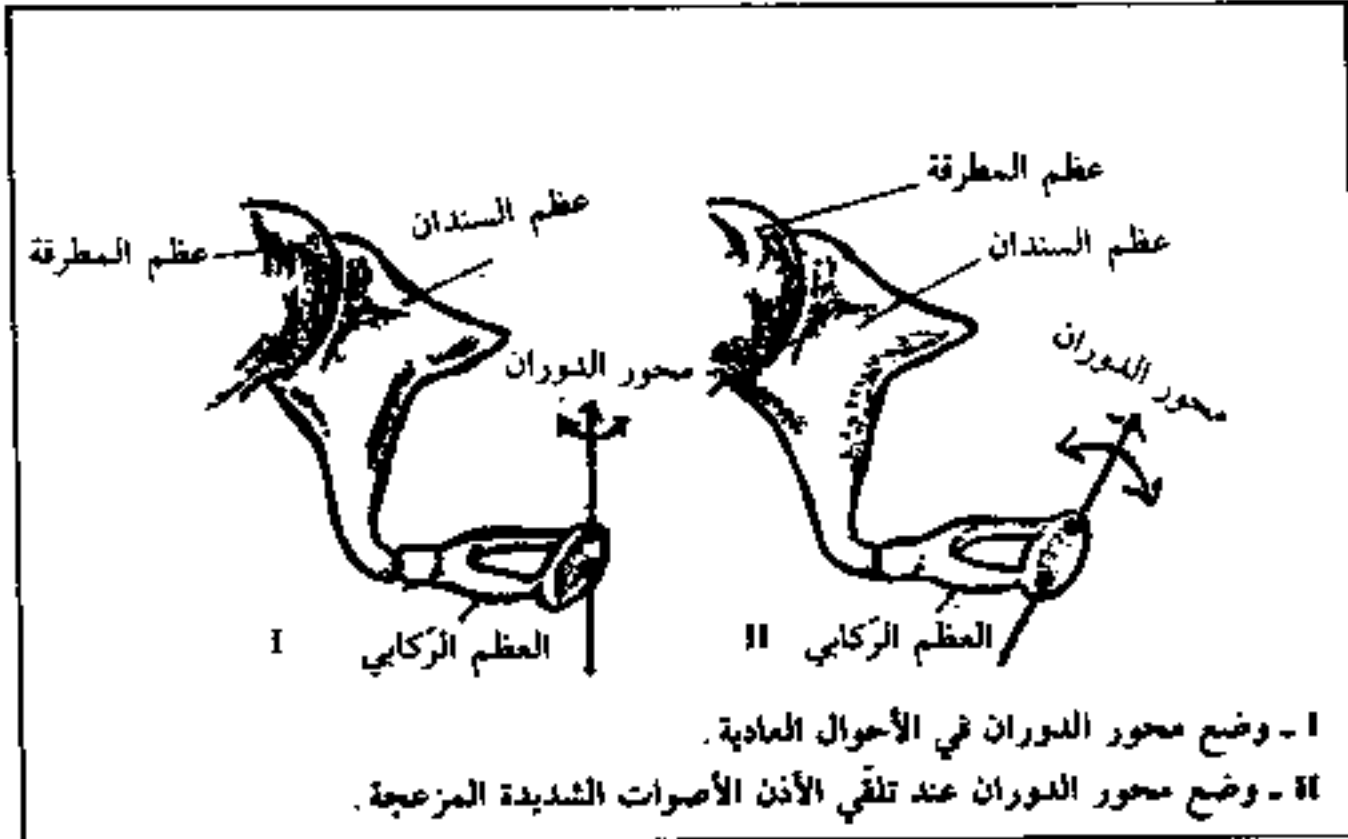 عظم المطرقة
عظم السندان
محور الدوران
العظم الرّكابي
I
عظم المطرقة
عظم السندان
محور الدوران
العظم الرّكابي
II
I - وضع محور الدوران في الأحوال العادية.
II - وضع محور الدوران عند تلقّي الأذن الأصوات الشديدة المزعجة.